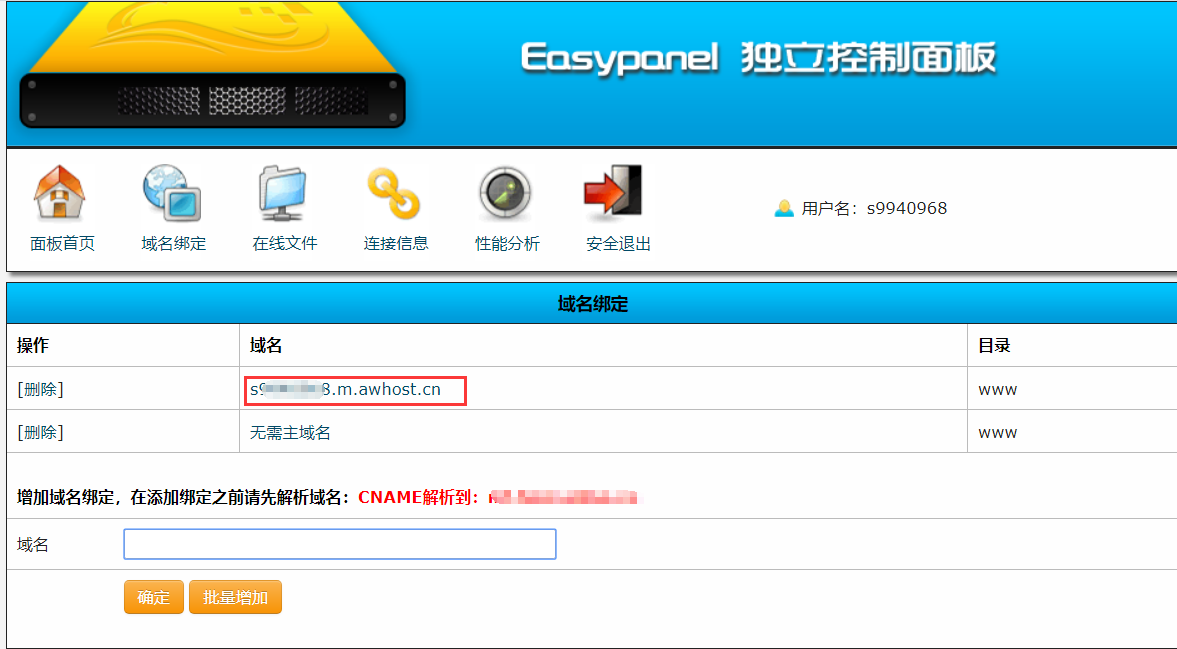 Easypanel 独立控制面板
面板首页 域名绑定 在线文件 连接信息 性能分析 安全退出 用户名：s9940968
域名绑定
操作 域名 目录
[删除] .m.awhost.cn www
[删除] 无需主域名 www
增加域名绑定，在添加绑定之前请先解析域名：CNAME解析到：
域名
确定 批量增加